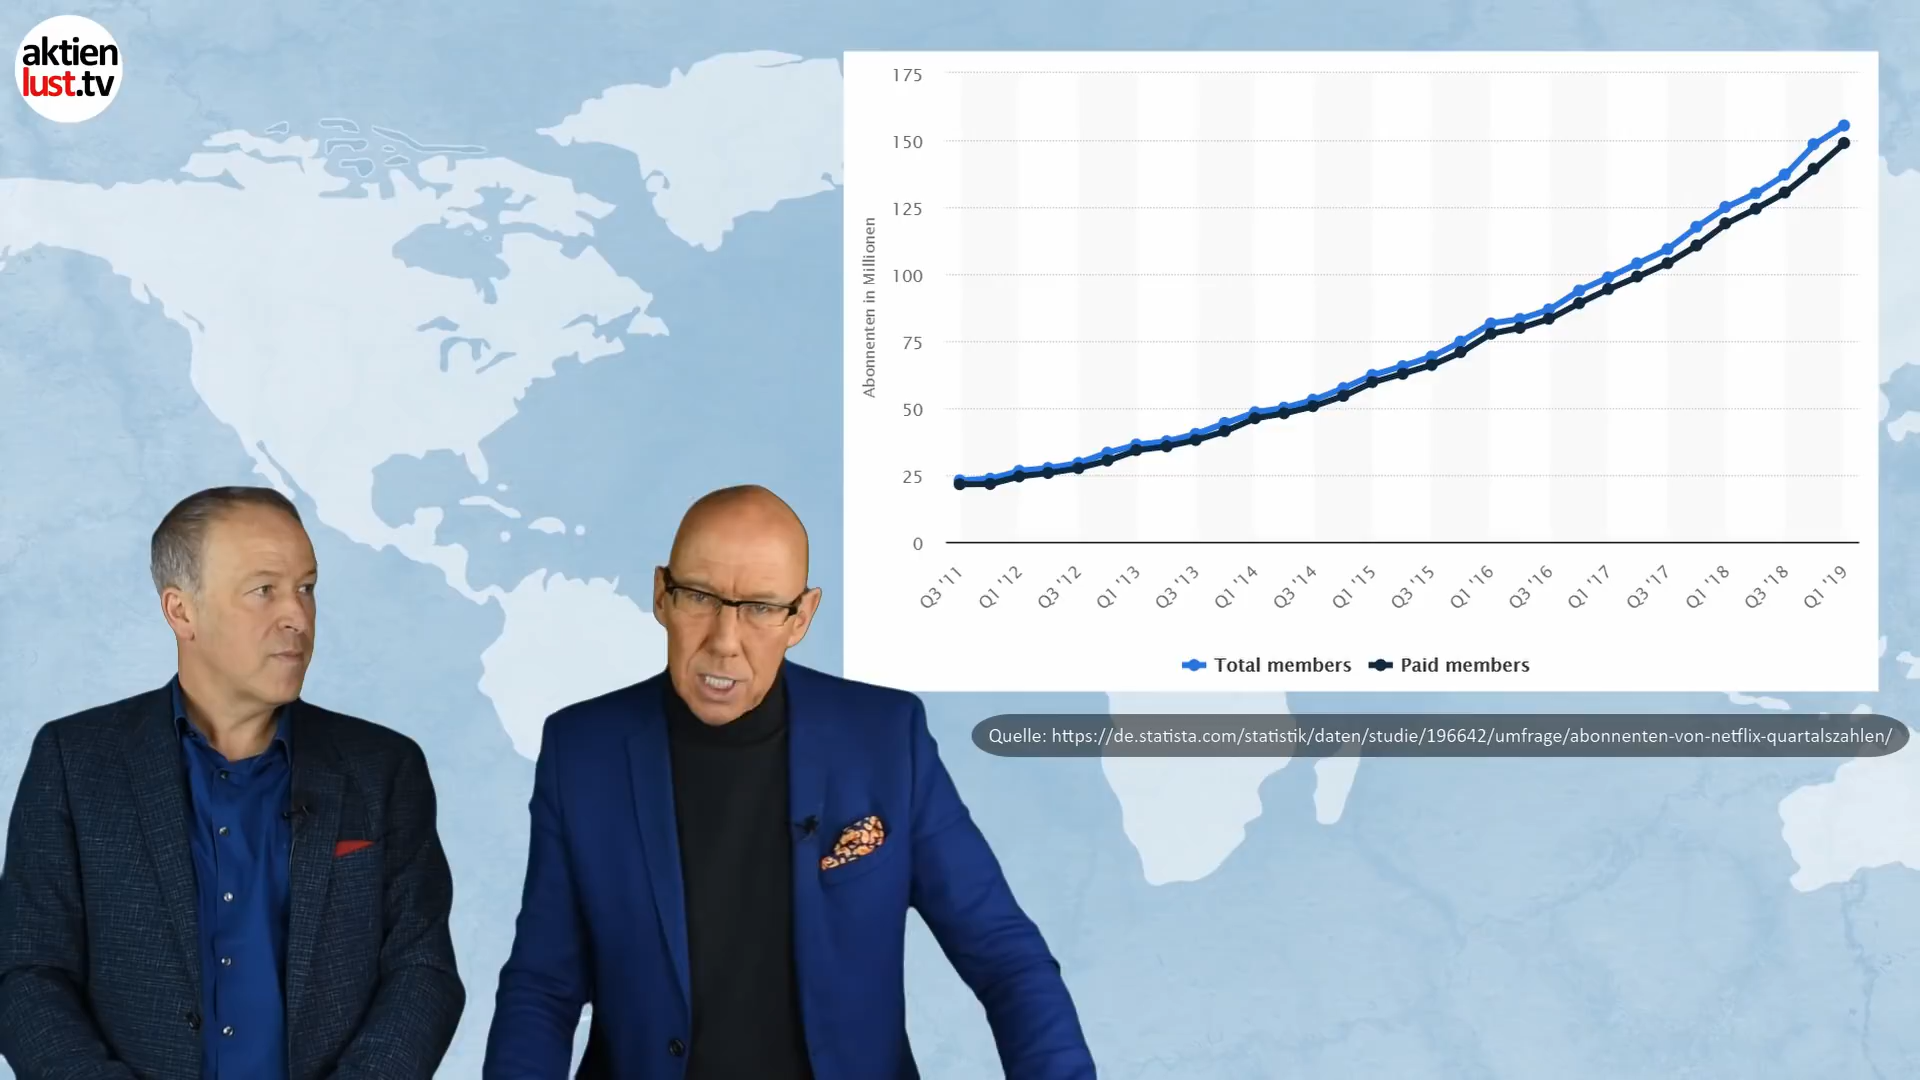 aktien
lust.tv
175
150
125
100
75
50
25
0
Abonnenten in Millionen
Q3 '11
Q1 '12
Q3 '12
Q1 '13
Q3 '13
Q1 '14
Q3 '14
Q1 '15
Q3 '15
Q1 '16
Q3 '16
Q1 '17
Q3 '17
Q1 '18
Q3 '18
Q1 '19
Total members
Paid members
Quelle: https://de.statista.com/statistik/daten/studie/196642/umfrage/abonnenten-von-netflix-quartalszahlen/